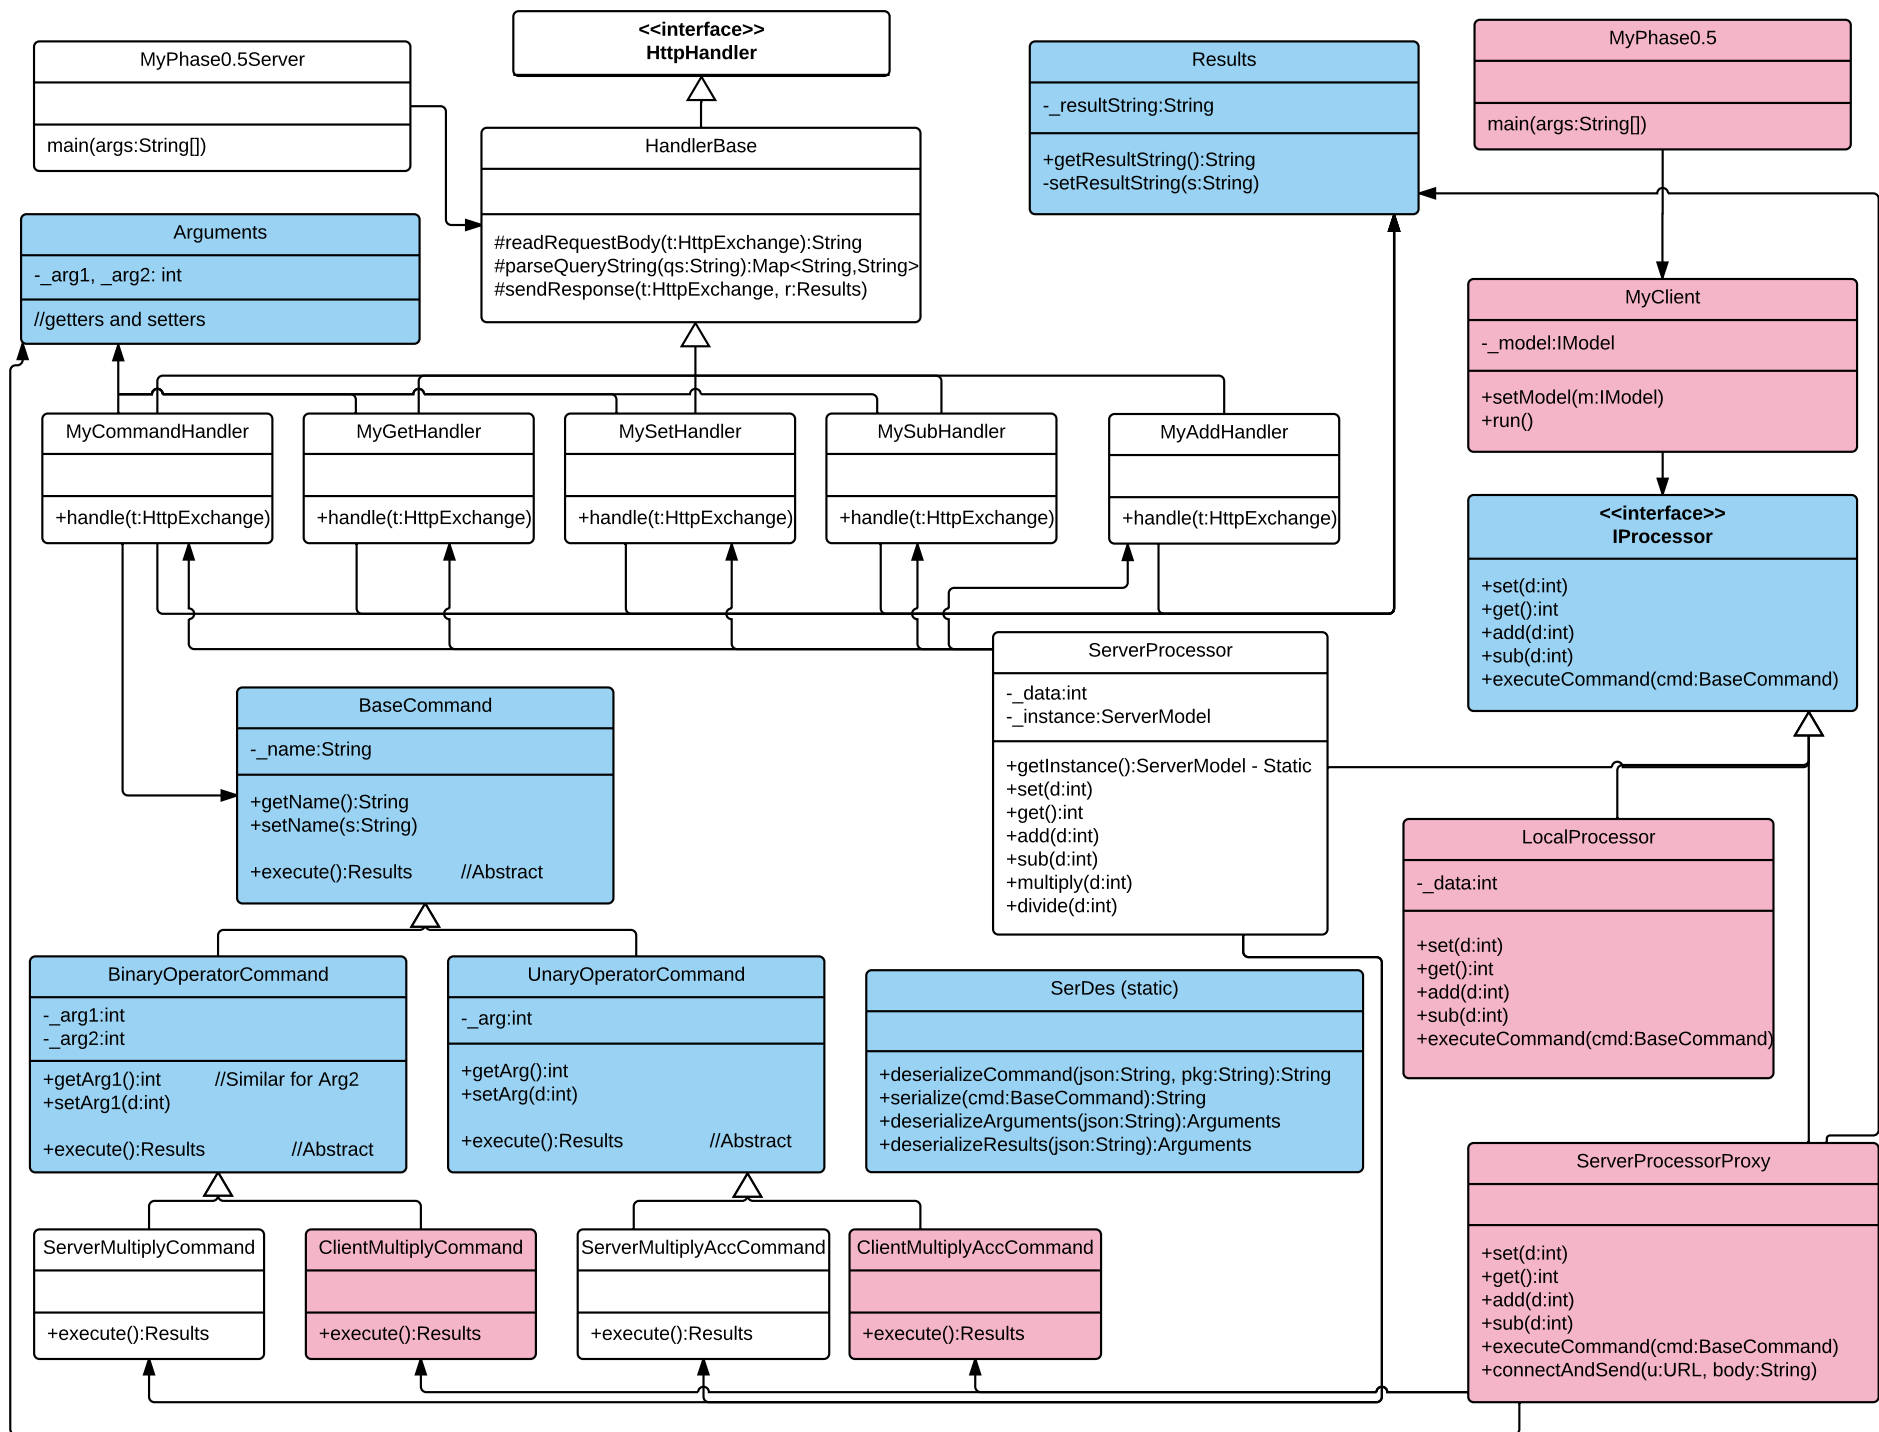 <<interface>>
HttpHandler
MyPhase0.5Server
main(args:String[])
HandlerBase
#readRequestBody(t:HttpExchange):String
#parseQueryString(qs:String):Map<String,String>
#sendResponse(t:HttpExchange, r:Results)
Results
-_resultString:String
+getResultString():String
-setResultString(s:String)
MyPhase0.5
main(args:String[])
Arguments
-_arg1, _arg2: int
//getters and setters
MyClient
-_model:IModel
+setModel(m:IModel)
+run()
MyCommandHandler
+handle(t:HttpExchange)
MyGetHandler
+handle(t:HttpExchange)
MySetHandler
+handle(t:HttpExchange)
MySubHandler
+handle(t:HttpExchange)
MyAddHandler
+handle(t:HttpExchange)
<<interface>>
IProcessor
+set(d:int)
+get():int
+add(d:int)
+sub(d:int)
+executeCommand(cmd:BaseCommand)
ServerProcessor
-_data:int
-_instance:ServerModel
+getInstance():ServerModel - Static
+set(d:int)
+get():int
+add(d:int)
+sub(d:int)
+multiply(d:int)
+divide(d:int)
BaseCommand
-_name:String
+getName():String
+setName(s:String)
+execute():Results //Abstract
LocalProcessor
-_data:int
+set(d:int)
+get():int
+add(d:int)
+sub(d:int)
+executeCommand(cmd:BaseCommand)
BinaryOperatorCommand
-_arg1:int
-_arg2:int
+getArg1():int //Similar for Arg2
+setArg1(d:int)
+execute():Results //Abstract
UnaryOperatorCommand
-_arg:int
+getArg():int
+setArg(d:int)
+execute():Results //Abstract
SerDes (static)
+deserializeCommand(json:String, pkg:String):String
+serialize(cmd:BaseCommand):String
+deserializeArguments(json:String):Arguments
+deserializeResults(json:String):Arguments
ServerProcessorProxy
+set(d:int)
+get():int
+add(d:int)
+sub(d:int)
+executeCommand(cmd:BaseCommand)
+connectAndSend(u:URL, body:String)
ServerMultiplyCommand
+execute():Results
ClientMultiplyCommand
+execute():Results
ServerMultiplyAccCommand
+execute():Results
ClientMultiplyAccCommand
+execute():Results